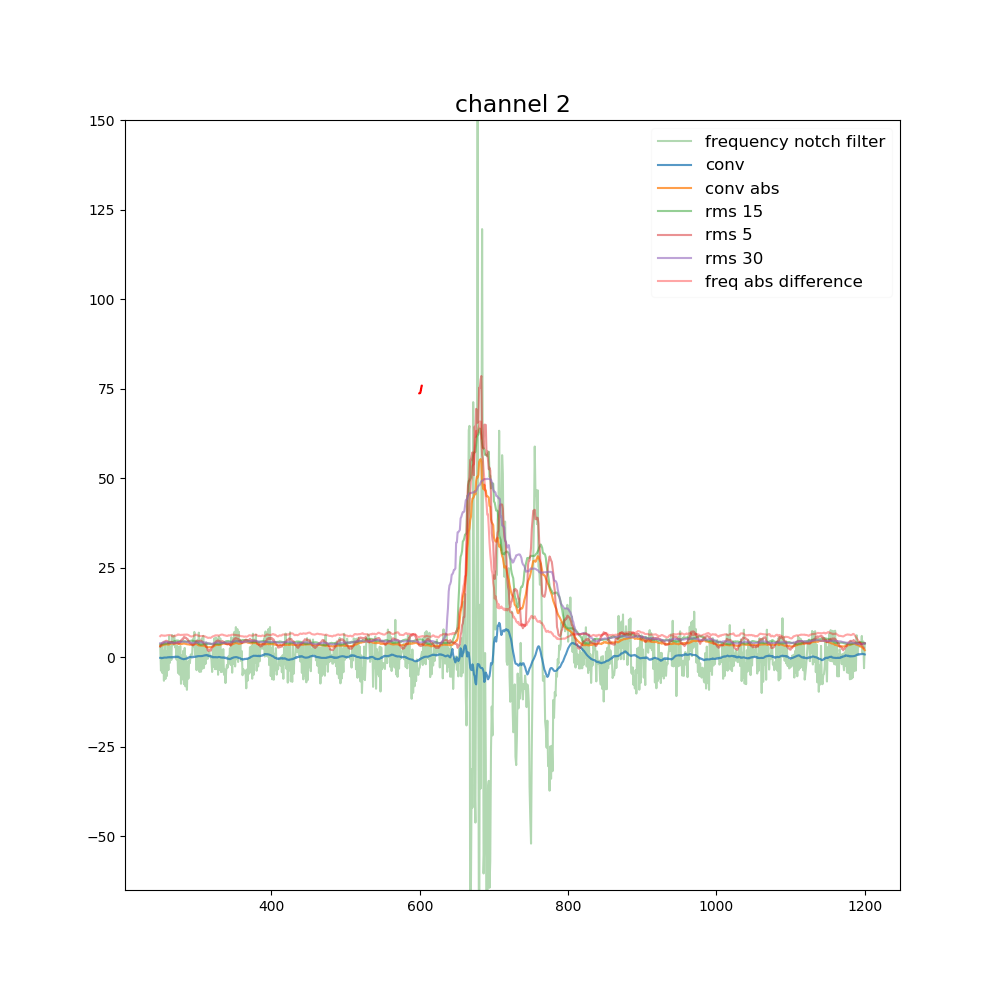 channel 2
150
125
100
75
50
25
0
−25
−50
400 600 800 1000 1200
frequency notch filter
conv
conv abs
rms 15
rms 5
rms 30
freq abs difference
J